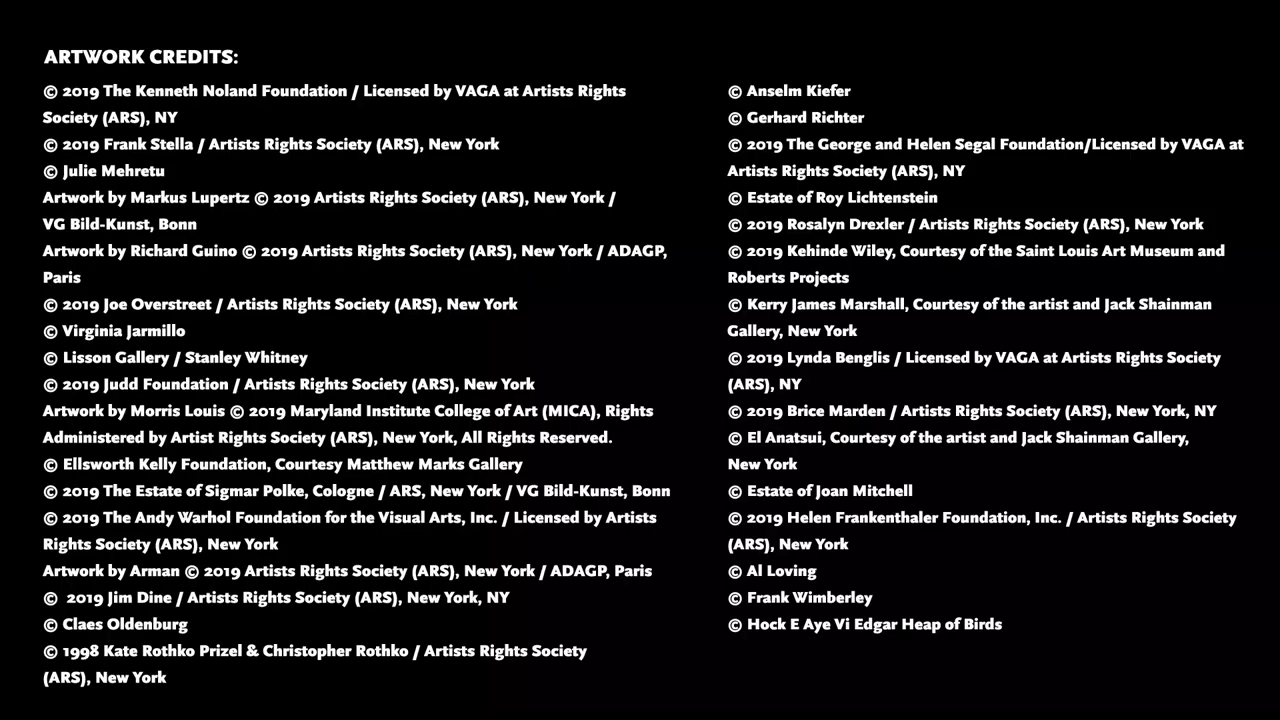 ARTWORK CREDITS:
© 2019 The Kenneth Noland Foundation / Licensed by VAGA at Artists Rights
Society (ARS), NY
© 2019 Frank Stella / Artists Rights Society (ARS), New York
© Julie Mehretu
Artwork by Markus Lupertz © 2019 Artists Rights Society (ARS), New York /
VG Bild-Kunst, Bonn
Artwork by Richard Guino © 2019 Artists Rights Society (ARS), New York / ADAGP,
Paris
© 2019 Joe Overstreet / Artists Rights Society (ARS), New York
© Virginia Jarmillo
© Lisson Gallery / Stanley Whitney
© 2019 Judd Foundation / Artists Rights Society (ARS), New York
Artwork by Morris Louis © 2019 Maryland Institute College of Art (MICA), Rights
Administered by Artist Rights Society (ARS), New York, All Rights Reserved.
© Ellsworth Kelly Foundation, Courtesy Matthew Marks Gallery
© 2019 The Estate of Sigmar Polke, Cologne / ARS, New York / VG Bild-Kunst, Bonn
© 2019 The Andy Warhol Foundation for the Visual Arts, Inc. / Licensed by Artists
Rights Society (ARS), New York
Artwork by Arman © 2019 Artists Rights Society (ARS), New York / ADAGP, Paris
© 2019 Jim Dine / Artists Rights Society (ARS), New York, NY
© Claes Oldenburg
© 1998 Kate Rothko Prizel & Christopher Rothko / Artists Rights Society
(ARS), New York
© Anselm Kiefer
© Gerhard Richter
© 2019 The George and Helen Segal Foundation/Licensed by VAGA at
Artists Rights Society (ARS), NY
© Estate of Roy Lichtenstein
© 2019 Rosalyn Drexler / Artists Rights Society (ARS), New York
© 2019 Kehinde Wiley, Courtesy of the Saint Louis Art Museum and
Roberts Projects
© Kerry James Marshall, Courtesy of the artist and Jack Shainman
Gallery, New York
© 2019 Lynda Benglis / Licensed by VAGA at Artists Rights Society
(ARS), NY
© 2019 Brice Marden / Artists Rights Society (ARS), New York, NY
© El Anatsui, Courtesy of the artist and Jack Shainman Gallery,
New York
© Estate of Joan Mitchell
© 2019 Helen Frankenthaler Foundation, Inc. / Artists Rights Society
(ARS), New York
© Al Loving
© Frank Wimberley
© Hock E Aye Vi Edgar Heap of Birds